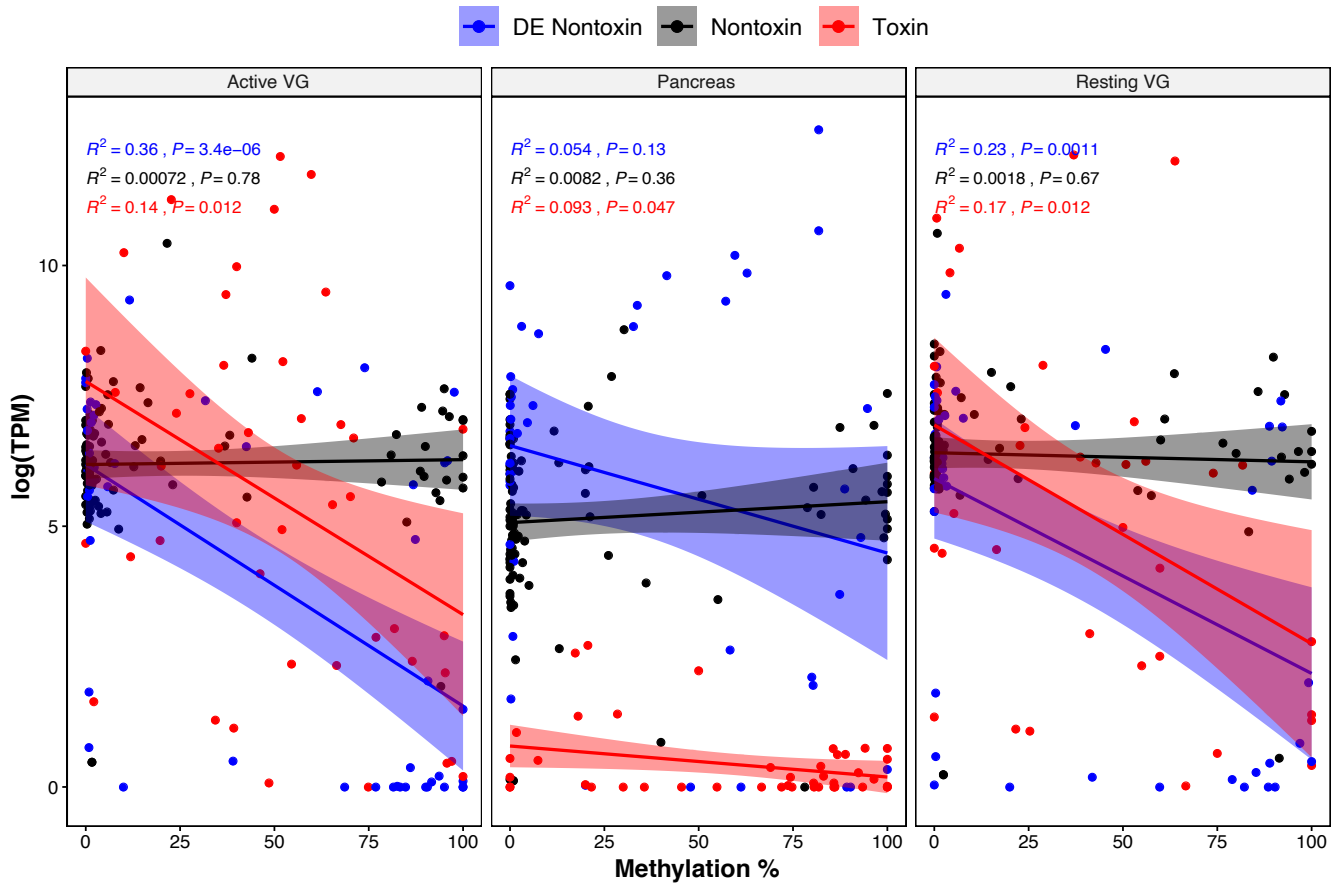 DE Nontoxin Nontoxin Toxin
Active VG Pancreas Resting VG
R² = 0.36 , P = 3.4e−06
R² = 0.00072 , P = 0.78
R² = 0.14 , P = 0.012
R² = 0.054 , P = 0.13
R² = 0.0082 , P = 0.36
R² = 0.093 , P = 0.047
R² = 0.23 , P = 0.0011
R² = 0.0018 , P = 0.67
R² = 0.17 , P = 0.012
log(TPM)
10
5
0
0 25 50 75 100 0 25 50 75 100 0 25 50 75 100
Methylation %